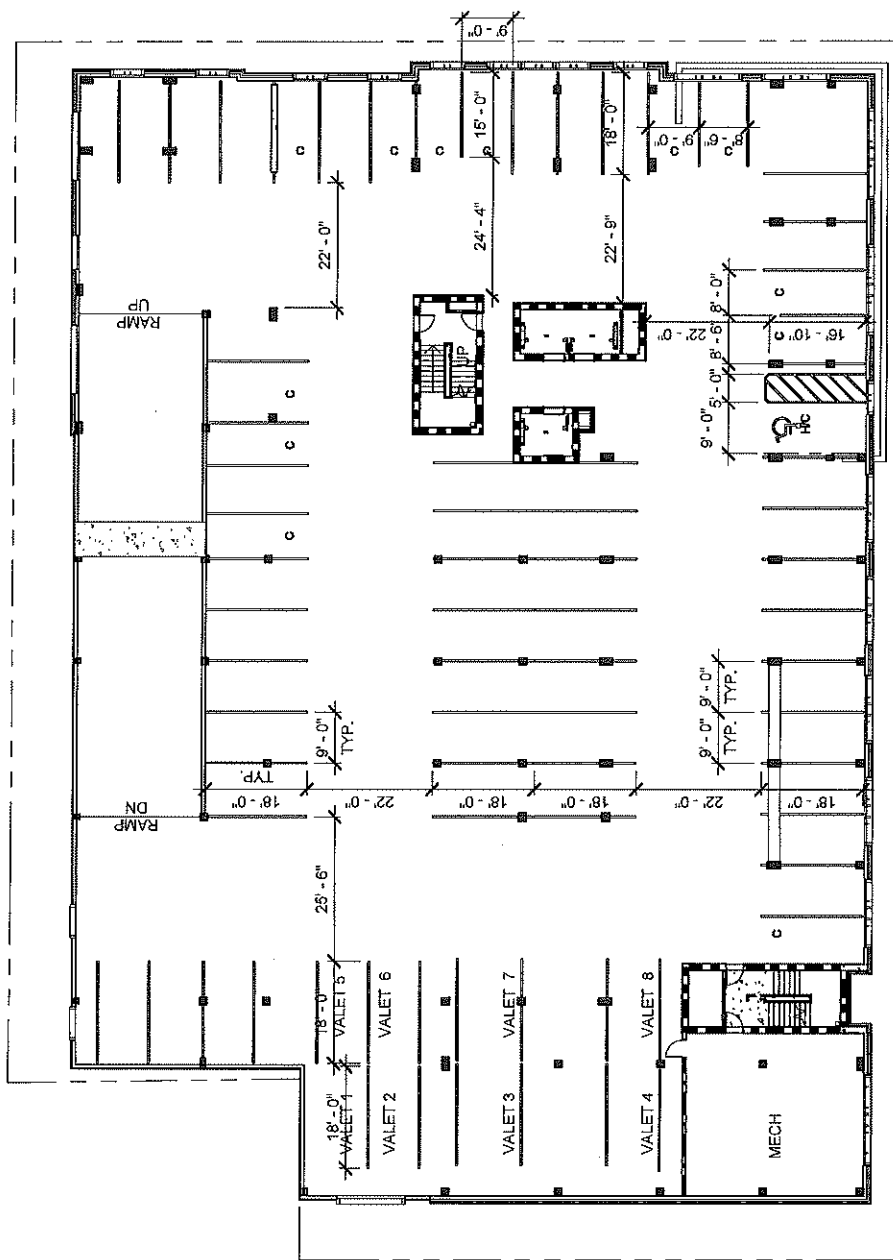 9' - 0"
15' - 0"
24' - 4"
18' - 0"
22' - 9"
9' - 0"
8' - 6"
C
C
C
C
C
C
C
22' - 0"
RAMP
UP
UP
8' - 0"
8' - 6"
5' - 0"
9' - 0"
22' - 0"
16' - 10"
C
C
H/C
C
C
C
9' - 0"
TYP.
TYP.
18' - 0"
22' - 0"
18' - 0"
18' - 0"
22' - 0"
18' - 0"
9' - 0"
TYP.
9' - 0"
TYP.
RAMP
DN
25' - 6"
C
18' - 0"
VALET 5
VALET 6
VALET 7
VALET 8
18' - 0"
VALET 1
VALET 2
VALET 3
VALET 4
MECH